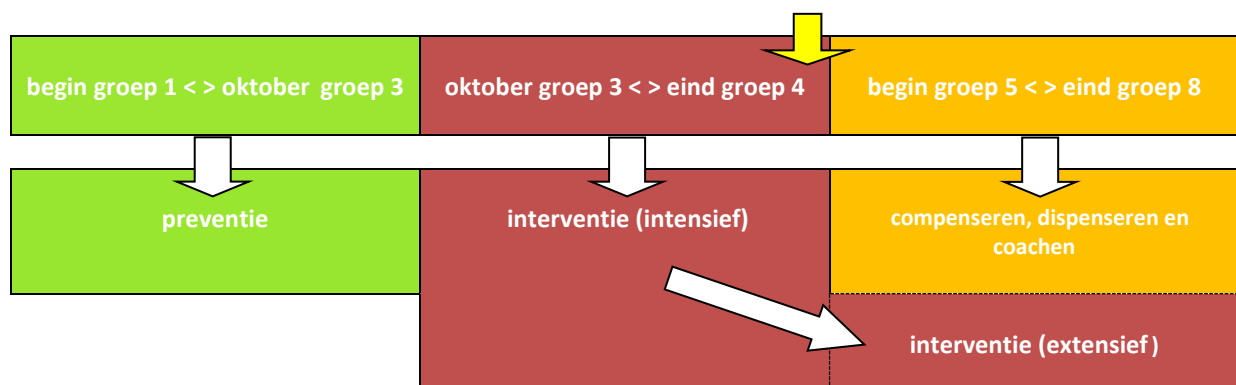 begin groep 1 < > oktober groep 3
oktober groep 3 < > eind groep 4
begin groep 5 < > eind groep 8
preventie
interventie (intensief)
compenseren, dispenseren en
coachen
interventie (extensief)